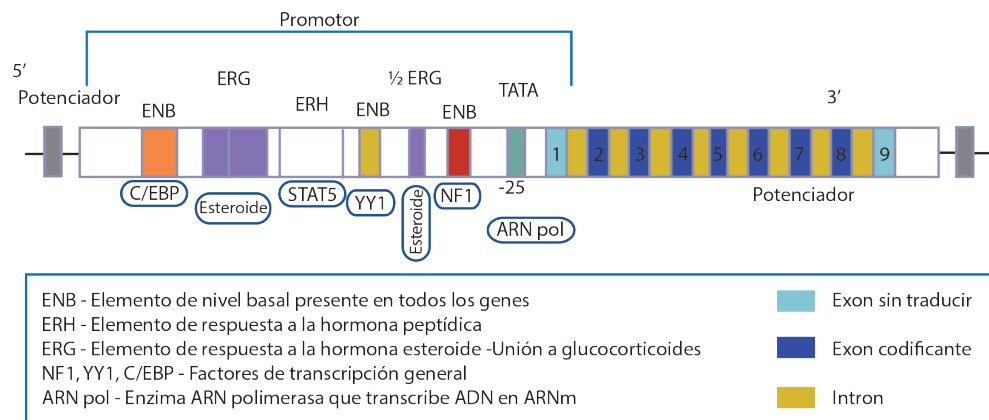 Promotor
5'
Potenciador
ERG
½ ERG
TATA
3'
ENB
ERH
ENB
ENB
1
2
3
4
5
6
7
8
9
C/EBP
Esteroide
STAT5
YY1
Esteroide
NF1
-25
Potenciador
ARN pol
ENB - Elemento de nivel basal presente en todos los genes
ERH - Elemento de respuesta a la hormona peptídica
ERG - Elemento de respuesta a la hormona esteroide -Unión a glucocorticoides
NF1, YY1, C/EBP - Factores de transcripción general
ARN pol - Enzima ARN polimerasa que transcribe ADN en ARNm
Exon sin traducir
Exon codificante
Intron